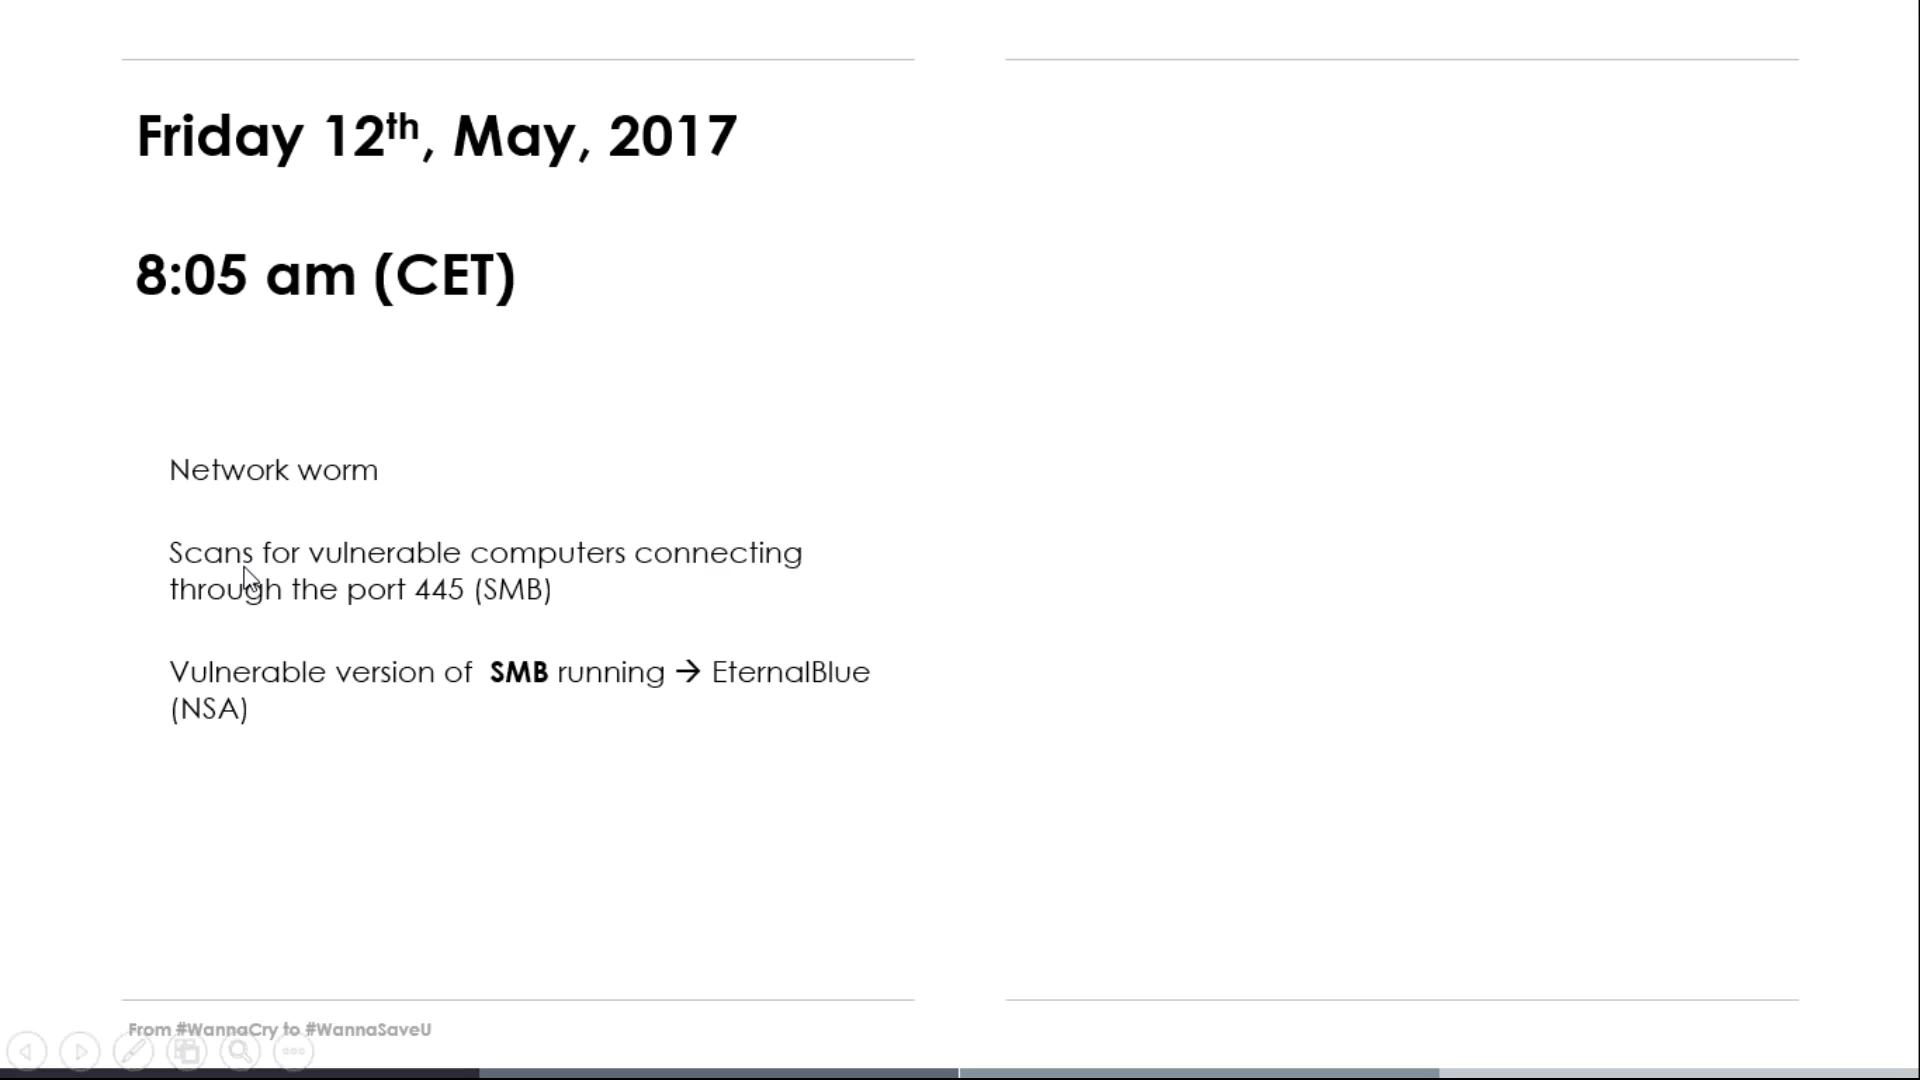 Friday 12th, May, 2017
8:05 am (CET)
Network worm
Scans for vulnerable computers connecting
through the port 445 (SMB)
Vulnerable version of  SMB running → EternalBlue
(NSA)
From #WannaCry to #WannaSaveU